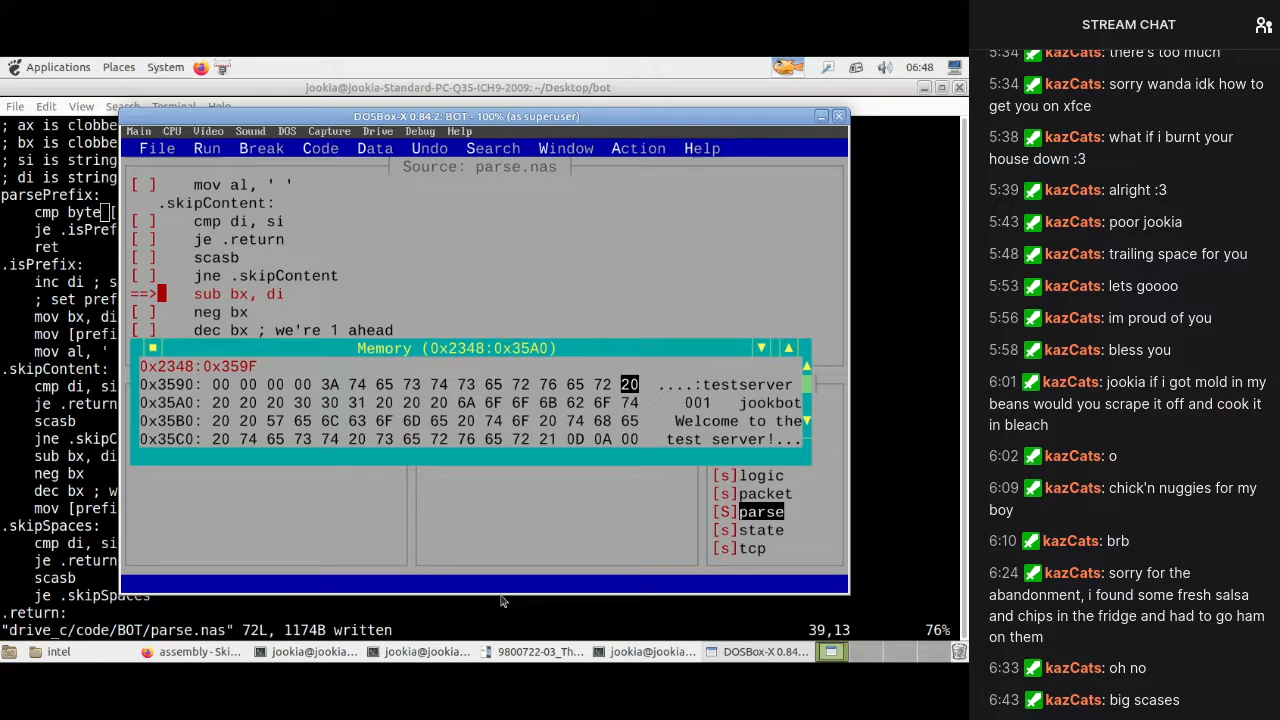 Applications Places System 06:48
jookia@jookia-Standard-PC-Q35-ICH9-2009: ~/Desktop/bot
File Edit View Search Terminal Help
; ax is clobbe
; bx is clobbe
; si is string
; di is string
parsePrefix:
cmp byte [
je .isPref
ret
.isPrefix:
inc di ; s
; set pref
mov bx, di
mov [prefi
mov al, '
.skipContent:
cmp di, si
je .return
scasb
jne .skipC
sub bx, di
neg bx
dec bx ; w
mov [prefi
.skipSpaces:
cmp di, si
je .return
scasb
je .skipSpaces
.return:
"drive_c/code/BOT/parse.nas" 72L, 1174B written 39,13 76%
DOSBox-X 0.84.2: BOT - 100% (as superuser)
Main CPU Video Sound DOS Capture Drive Debug Help
File Run Break Code Data Undo Search Window Action Help
Source: parse.nas
[ ] mov al, ' '
.skipContent:
[ ] cmp di, si
[ ] je .return
[ ] scasb
[ ] jne .skipContent
==> sub bx, di
[ ] neg bx
[ ] dec bx ; we're 1 ahead
Memory (0x2348:0x35A0)
0x2348:0x359F
0x3590: 00 00 00 00 3A 74 65 73 74 73 65 72 76 65 72 20 ....:testserver
0x35A0: 20 20 20 30 30 31 20 20 20 6A 6F 6F 6B 62 6F 74 001 jookbot
0x35B0: 20 20 57 65 6C 63 6F 6D 65 20 74 6F 20 74 68 65 Welcome to the
0x35C0: 20 74 65 73 74 20 73 65 72 76 65 72 21 0D 0A 00 test server!...
[s]logic
[s]packet
[S]parse
[s]state
[s]tcp
intel assembly - Ski... jookia@jookia... jookia@jookia... 9800722-03_Th... jookia@jookia... DOSBox-X 0.84...
STREAM CHAT
5:34 kazCats: there's too much
5:34 kazCats: sorry wanda idk how to
get you on xfce
5:38 kazCats: what if i burnt your
house down :3
5:39 kazCats: alright :3
5:43 kazCats: poor jookia
5:48 kazCats: trailing space for you
5:53 kazCats: lets goooo
5:56 kazCats: im proud of you
5:58 kazCats: bless you
6:01 kazCats: jookia if i got mold in my
beans would you scrape it off and cook it
in bleach
6:02 kazCats: o
6:09 kazCats: chick'n nuggies for my
boy
6:10 kazCats: brb
6:24 kazCats: sorry for the
abandonment, i found some fresh salsa
and chips in the fridge and had to go ham
on them
6:33 kazCats: oh no
6:43 kazCats: big scases